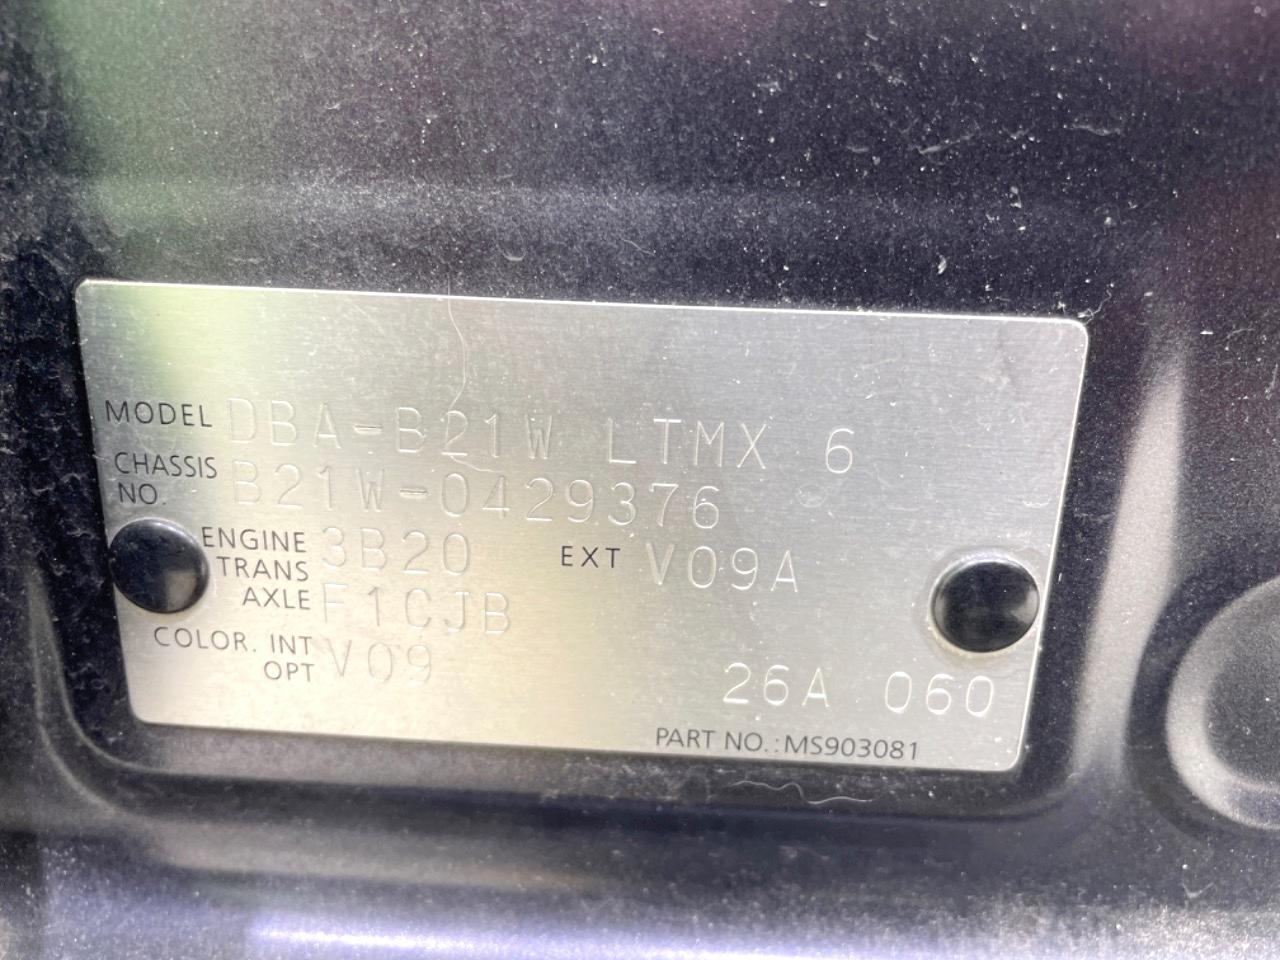 MODEL DBA-B21W LTMX 6
CHASSIS NO. B21W-0429376
ENGINE 3B20 EXT V09A
TRANS AXLE F1CJB
COLOR. INT OPT V09
26A 060
PART NO.:MS903081